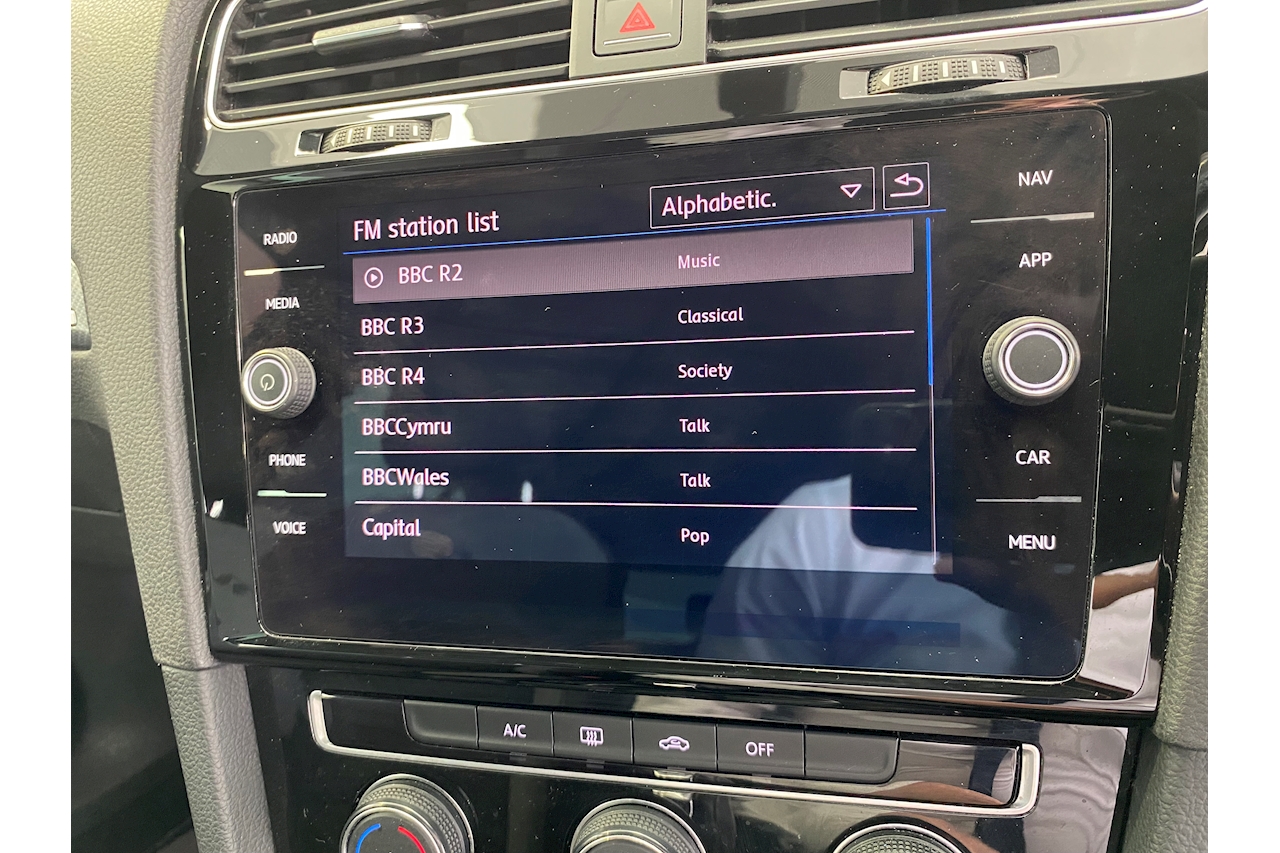 NAV
Alphabetic.
FM station list
RADIO
BBC R2 Music
APP
MEDIA
BBC R3 Classical
BBC R4 Society
BBCCymru Talk
PHONE
CAR
BBCWales Talk
VOICE
Capital Pop
MENU
A/C
OFF